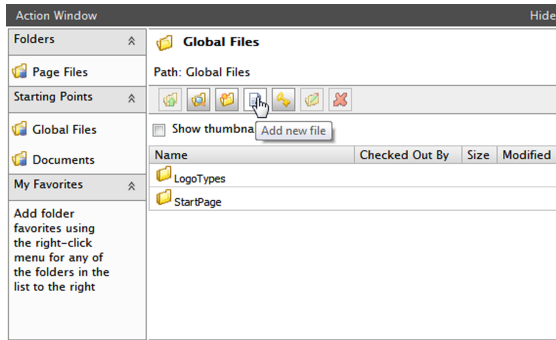 Action Window
Hide
Folders
Page Files
Starting Points
Global Files
Documents
My Favorites
Add folder
favorites using
the right-click
menu for any of
the folders in the
list to the right
Global Files
Path: Global Files
Show thumbna
Add new file
Name Checked Out By Size Modified
LogoTypes
StartPage